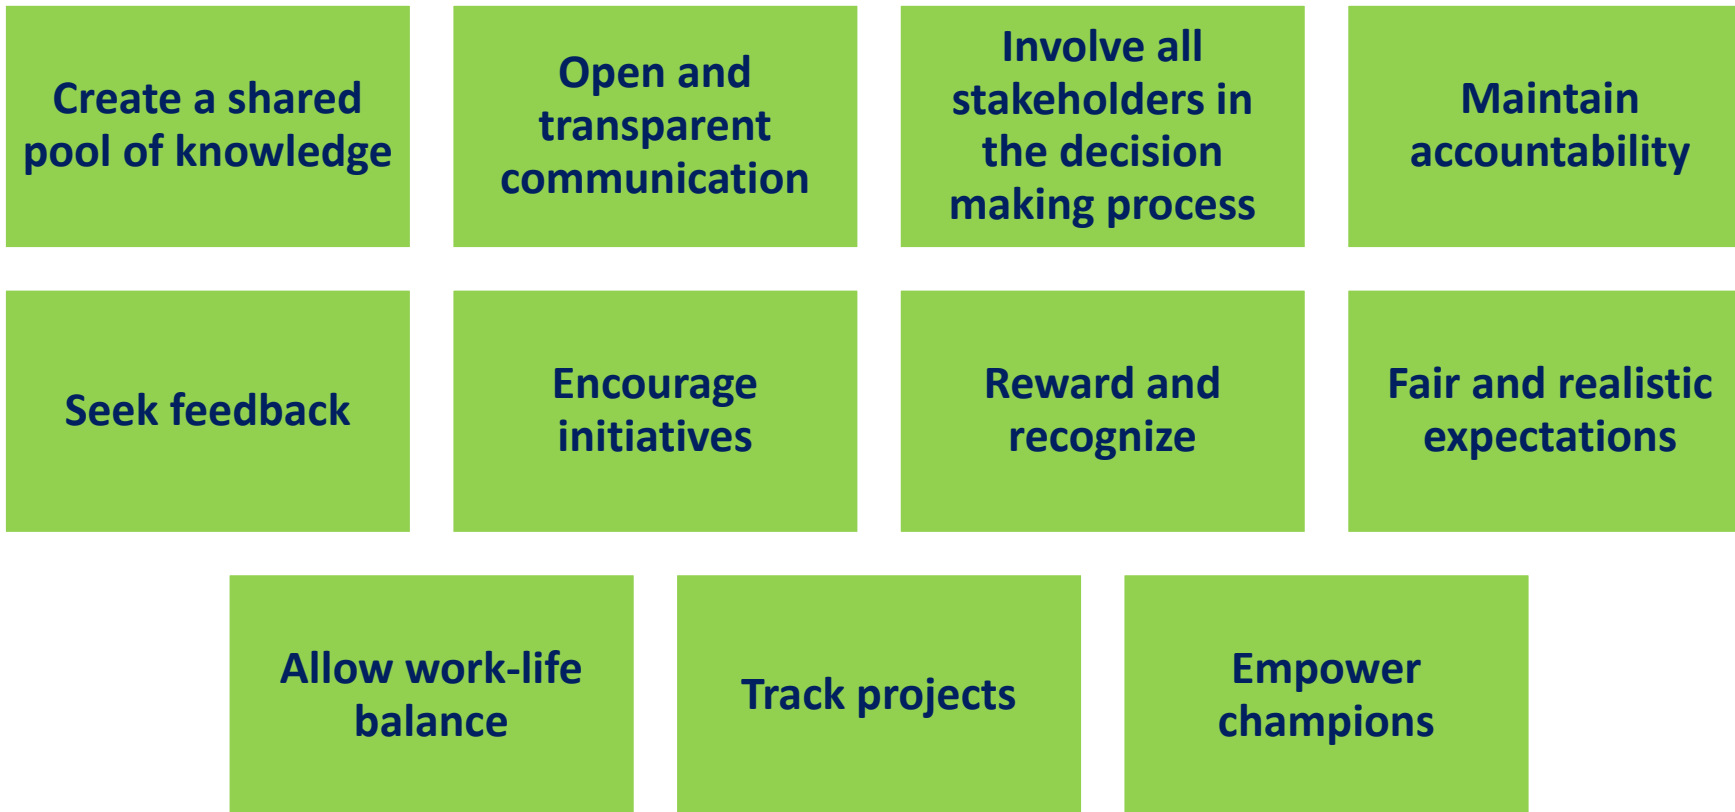 Create a shared
pool of knowledge
Open and
transparent
communication
Involve all
stakeholders in
the decision
making process
Maintain
accountability
Seek feedback
Encourage
initiatives
Reward and
recognize
Fair and realistic
expectations
Allow work-life
balance
Track projects
Empower
champions